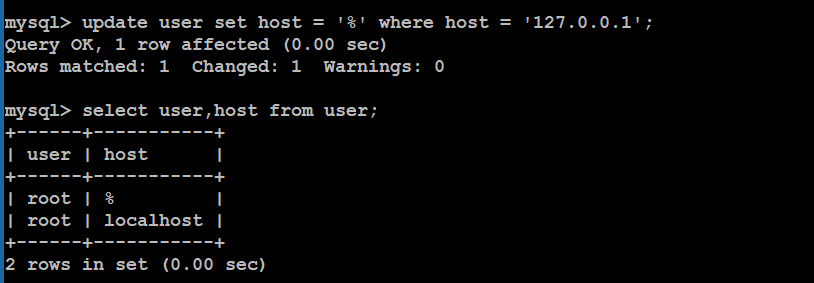 mysql> update user set host = '%' where host = '127.0.0.1';
Query OK, 1 row affected (0.00 sec)
Rows matched: 1  Changed: 1  Warnings: 0

mysql> select user,host from user;
+------+-----------+
| user | host      |
+------+-----------+
| root | %         |
| root | localhost |
+------+-----------+
2 rows in set (0.00 sec)